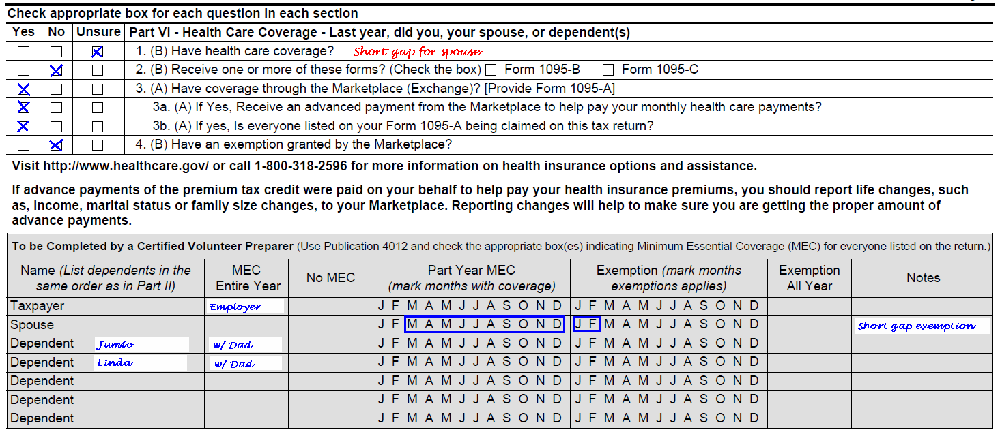 Check appropriate box for each question in each section
Yes No Unsure Part VI - Health Care Coverage - Last year, did you, your spouse, or dependent(s)
1. (B) Have health care coverage? Short gap for spouse
2. (B) Receive one or more of these forms? (Check the box) Form 1095-B Form 1095-C
3. (A) Have coverage through the Marketplace (Exchange)? [Provide Form 1095-A]
3a. (A) If Yes, Receive an advanced payment from the Marketplace to help pay your monthly health care payments?
3b. (A) If yes, Is everyone listed on your Form 1095-A being claimed on this tax return?
4. (B) Have an exemption granted by the Marketplace?
Visit http://www.healthcare.gov/ or call 1-800-318-2596 for more information on health insurance options and assistance.
If advance payments of the premium tax credit were paid on your behalf to help pay your health insurance premiums, you should report life changes, such
as, income, marital status or family size changes, to your Marketplace. Reporting changes will help to make sure you are getting the proper amount of
advance payments.
To be Completed by a Certified Volunteer Preparer (Use Publication 4012 and check the appropriate box(es) indicating Minimum Essential Coverage (MEC) for everyone listed on the return.)
Name (List dependents in the same order as in Part II) MEC Entire Year No MEC Part Year MEC (mark months with coverage) Exemption (mark months exemptions applies) Exemption All Year Notes
Taxpayer Employer J F M A M J J A S O N D J F M A M J J A S O N D
Spouse J F M A M J J A S O N D J F M A M J J A S O N D Short gap exemption
Dependent Jamie w/ Dad J F M A M J J A S O N D J F M A M J J A S O N D
Dependent Linda w/ Dad J F M A M J J A S O N D J F M A M J J A S O N D
Dependent J F M A M J J A S O N D J F M A M J J A S O N D
Dependent J F M A M J J A S O N D J F M A M J J A S O N D
Dependent J F M A M J J A S O N D J F M A M J J A S O N D